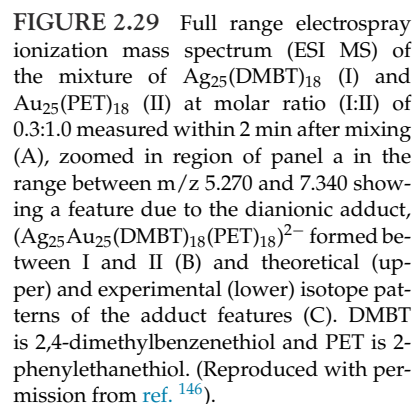 FIGURE 2.29 Full range electrospray
ionization mass spectrum (ESI MS) of
the mixture of Ag25(DMBT)18 (I) and
Au25(PET)18 (II) at molar ratio (I:II) of
0.3:1.0 measured within 2 min after mixing
(A), zoomed in region of panel a in the
range between m/z 5.270 and 7.340 show-
ing a feature due to the dianionic adduct,
(Ag25Au25(DMBT)18(PET)18)2− formed be-
tween I and II (B) and theoretical (up-
per) and experimental (lower) isotope pat-
terns of the adduct features (C). DMBT
is 2,4-dimethylbenzenethiol and PET is 2-
phenylethanethiol. (Reproduced with per-
mission from ref. 146).